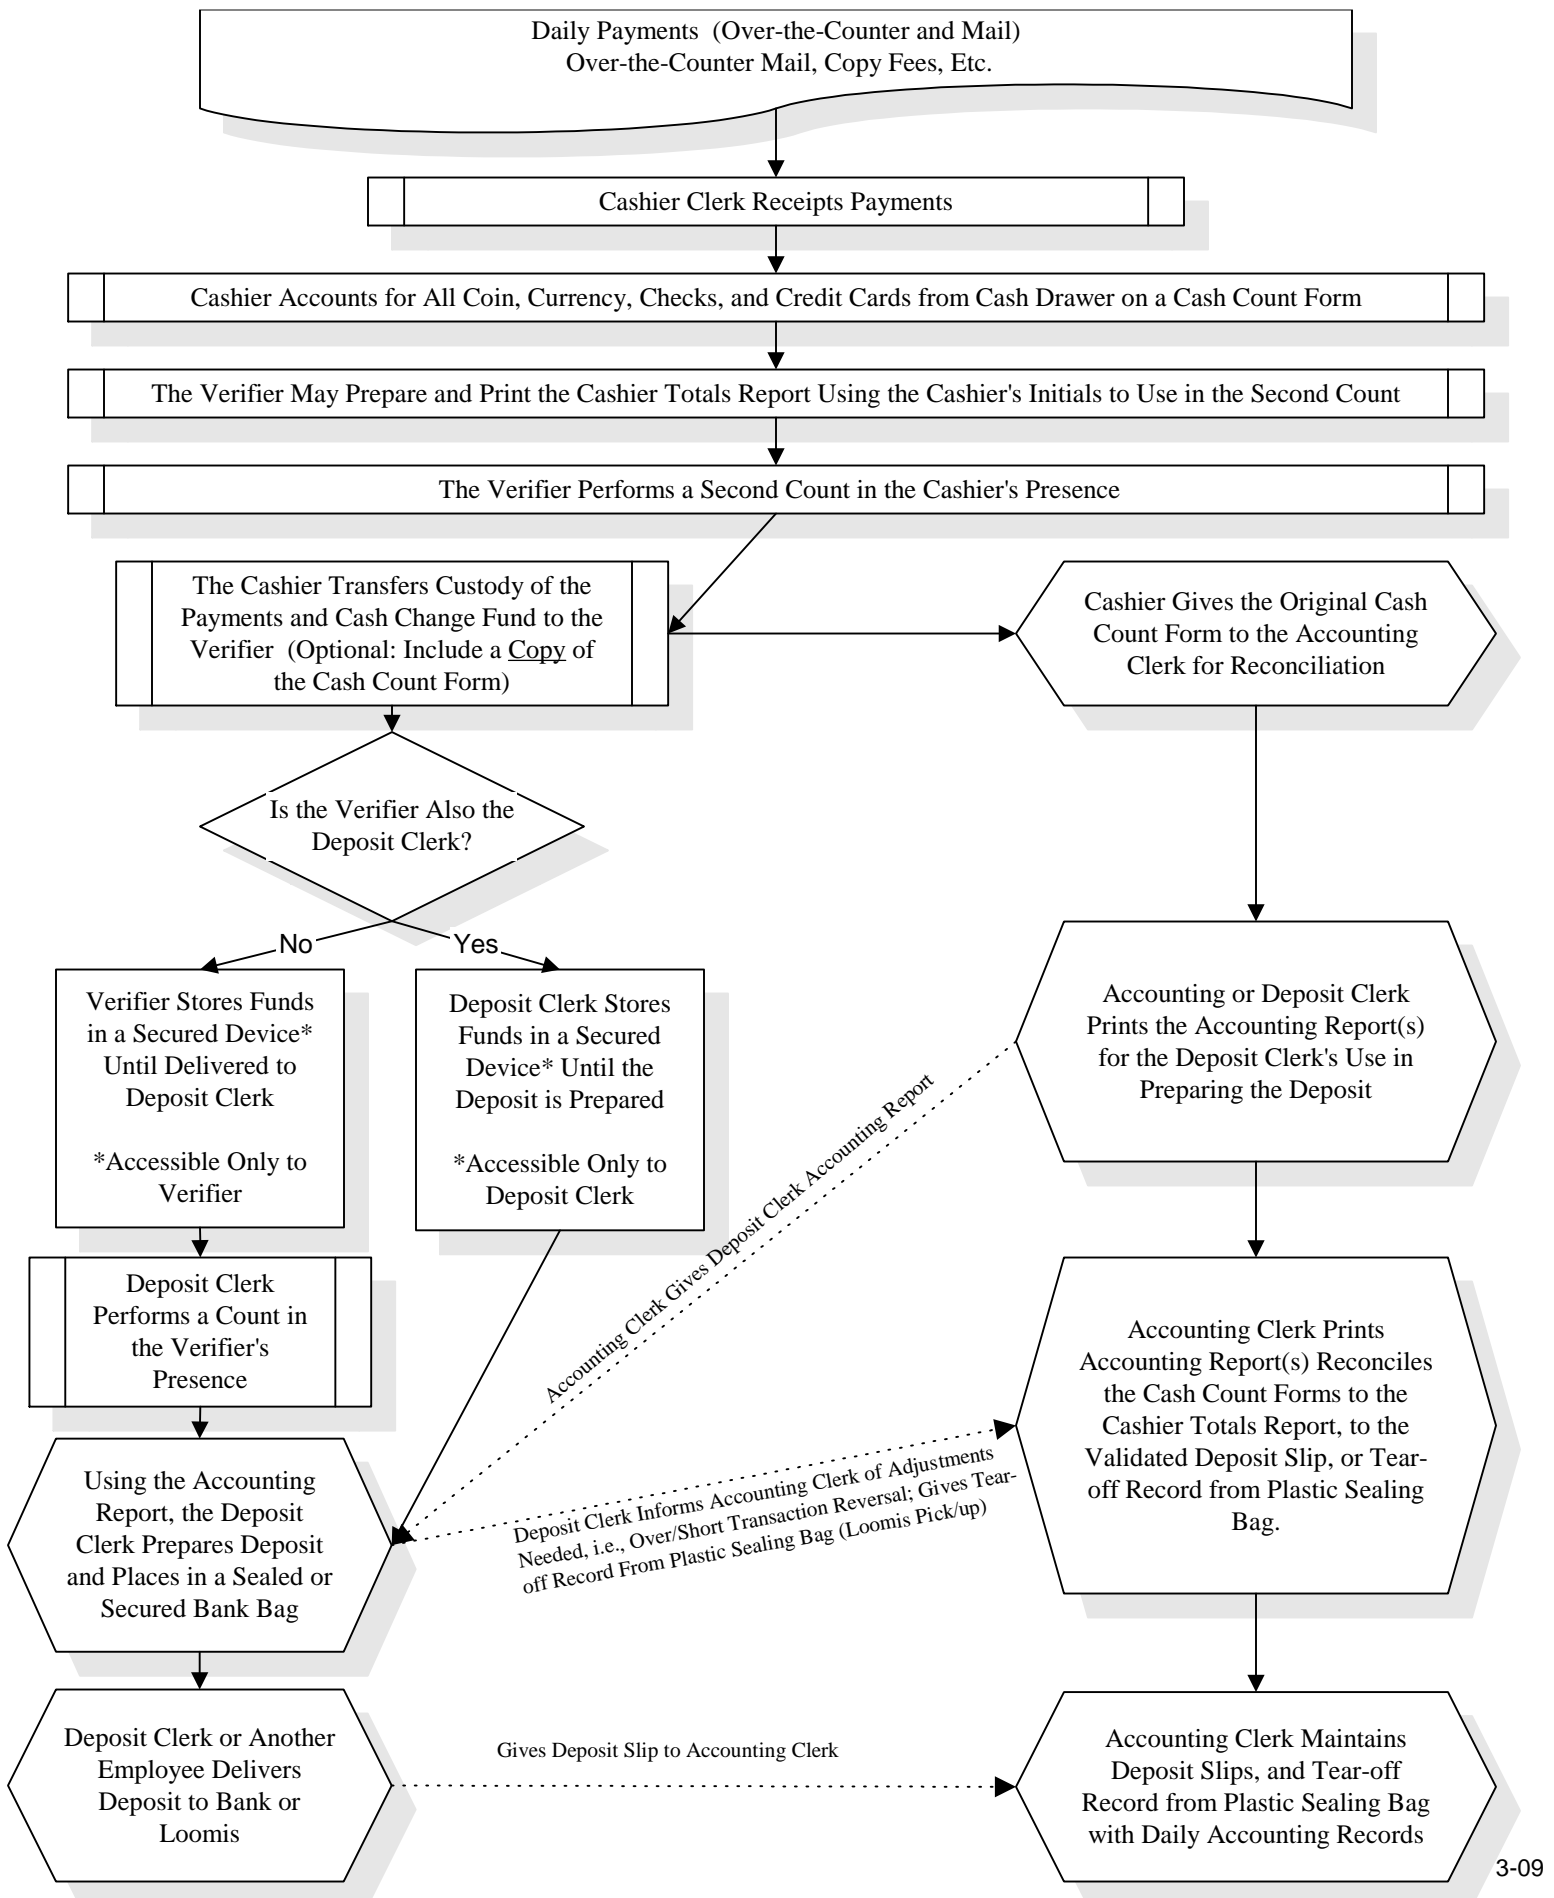 Daily Payments  (Over-the-Counter and Mail)
Over-the-Counter Mail, Copy Fees, Etc.
Cashier Clerk Receipts Payments
Cashier Accounts for All Coin, Currency, Checks, and Credit Cards from Cash Drawer on a Cash Count Form
The Verifier May Prepare and Print the Cashier Totals Report Using the Cashier's Initials to Use in the Second Count
The Verifier Performs a Second Count in the Cashier's Presence
The Cashier Transfers Custody of the
Payments and Cash Change Fund to the
Verifier  (Optional: Include a Copy of
the Cash Count Form)
Cashier Gives the Original Cash
Count Form to the Accounting
Clerk for Reconciliation
Is the Verifier Also the
Deposit Clerk?
No
Yes
Verifier Stores Funds
in a Secured Device*
Until Delivered to
Deposit Clerk
*Accessible Only to
Verifier
Deposit Clerk Stores
Funds in a Secured
Device* Until the
Deposit is Prepared
*Accessible Only to
Deposit Clerk
Accounting or Deposit Clerk
Prints the Accounting Report(s)
for the Deposit Clerk's Use in
Preparing the Deposit
Accounting Clerk Gives Deposit Clerk Accounting Report
Deposit Clerk
Performs a Count in
the Verifier's
Presence
Accounting Clerk Prints
Accounting Report(s) Reconciles
the Cash Count Forms to the
Cashier Totals Report, to the
Validated Deposit Slip, or Tear-
off Record from Plastic Sealing
Bag.
Using the Accounting
Report, the Deposit
Clerk Prepares Deposit
and Places in a Sealed or
Secured Bank Bag
Deposit Clerk Informs Accounting Clerk of Adjustments
Needed, i.e., Over/Short Transaction Reversal; Gives Tear-
off Record From Plastic Sealing Bag (Loomis Pick/up)
Deposit Clerk or Another
Employee Delivers
Deposit to Bank or
Loomis
Gives Deposit Slip to Accounting Clerk
Accounting Clerk Maintains
Deposit Slips, and Tear-off
Record from Plastic Sealing Bag
with Daily Accounting Records
3-09